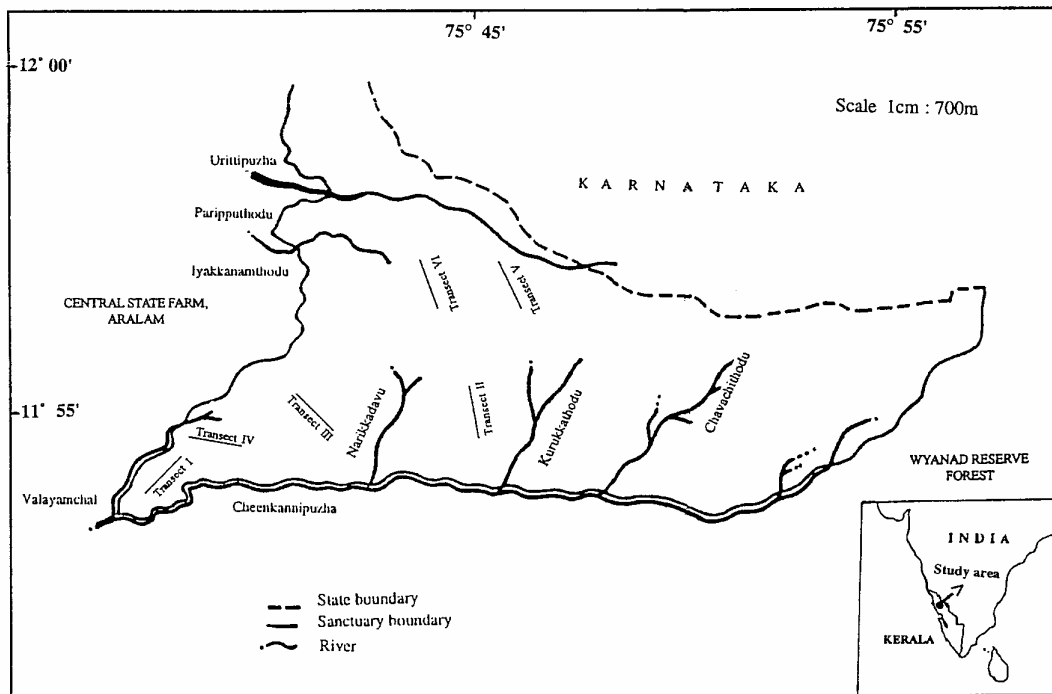 75° 45'
75° 55'
12° 00'
Scale 1cm : 700m
Urittipuzha
KARNATAKA
Paripputhodu
Iyakkanamthodu
Transect VI
Transect V
CENTRAL STATE FARM,
ARALAM
11° 55'
Transect III
Narikkadavu
Transect II
Kurukkathodu
Chavachithodu
Transect IV
Transect I
Valayamchal
Cheenkannipuzha
WYANAD RESERVE
FOREST
INDIA
Study area
KERALA
State boundary
Sanctuary boundary
River